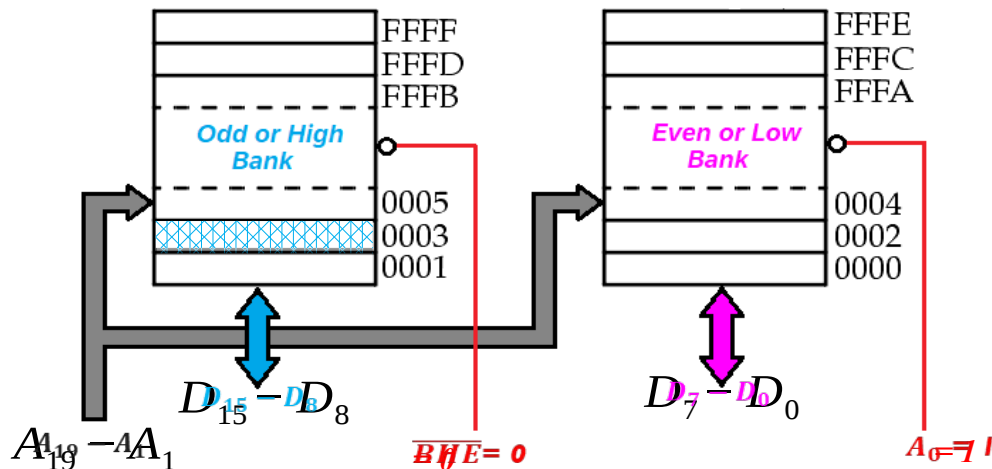 FFFF
FFFD
FFFB
Odd or High
Bank
0005
0003
0001
FFFE
FFFC
FFFA
Even or Low
Bank
0004
0002
0000
D15 – D8
D7 – D0
A19 – A1
BHE = 0
A0 = 1